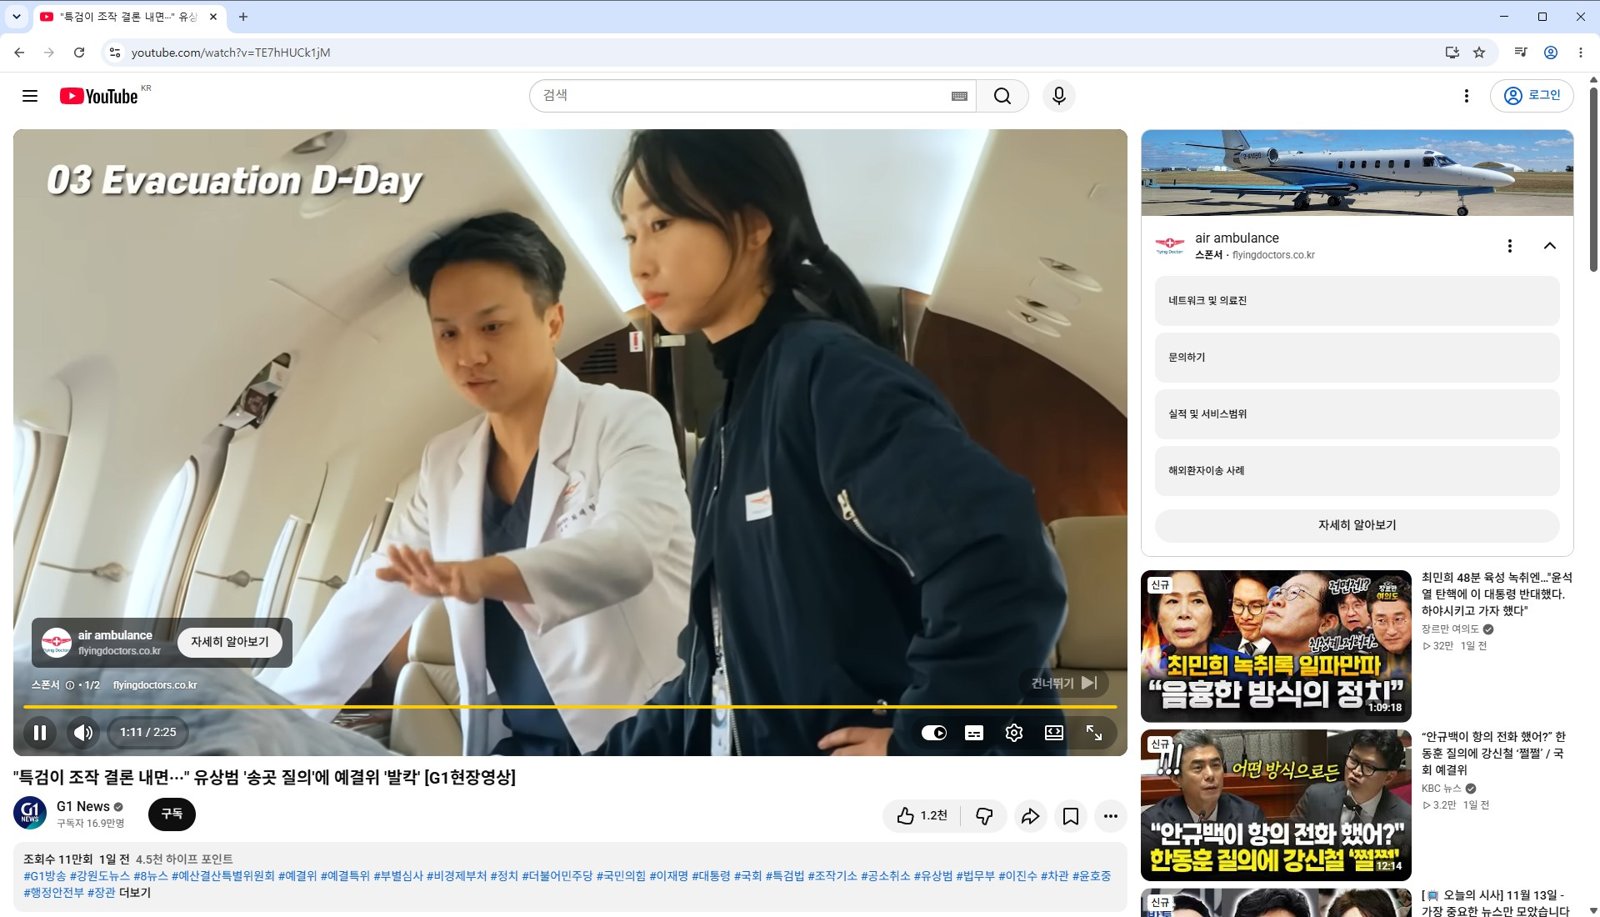 "특검이 조작 결론 내면…" 유상
youtube.com/watch?v=TE7hHUCk1jM
YouTube KR
검색
로그인
03 Evacuation D-Day
air ambulance
flyingdoctors.co.kr
자세히 알아보기
스폰서 · 1/2 flyingdoctors.co.kr
건너뛰기
1:11 / 2:25
"특검이 조작 결론 내면…" 유상범 '송곳 질의'에 예결위 '발칵' [G1현장영상]
G1 NEWS
G1 News
구독자 16.9만명
구독
1.2천
조회수 11만회 1일 전 4.5천 하이프 포인트
#G1방송 #강원도뉴스 #8뉴스 #예산결산특별위원회 #예결위 #예결특위 #부별심사 #비경제부처 #정치 #더불어민주당 #국민의힘 #이재명 #대통령 #국회 #특검법 #조작기소 #공소취소 #유상범 #법무부 #이진수 #차관 #윤호중
#행정안전부 #장관 더보기
air ambulance
스폰서 · flyingdoctors.co.kr
네트워크 및 의료진
문의하기
실적 및 서비스범위
해외환자이송 사례
자세히 알아보기
신규
전면전!?
장르만 여의도
최민희 녹취록 일파만파
"음흉한 방식의 정치"
1:09:18
최민희 48분 육성 녹취엔..."윤석
열 탄핵에 이 대통령 반대했다.
하야시키고 가자 했다"
장르만 여의도
32만 1일 전
신규
?!!
어떤 방식으로든
"안규백이 항의 전화 했어?"
한동훈 질의에 강신철 '쩔쩔'
12:14
"안규백이 항의 전화 했어?" 한
동훈 질의에 강신철 '쩔쩔' / 국
회 예결위
KBC 뉴스
3.2만 1일 전
신규
[ 오늘의 시사] 11월 13일 -
가장 중요한 뉴스만 모았습니다